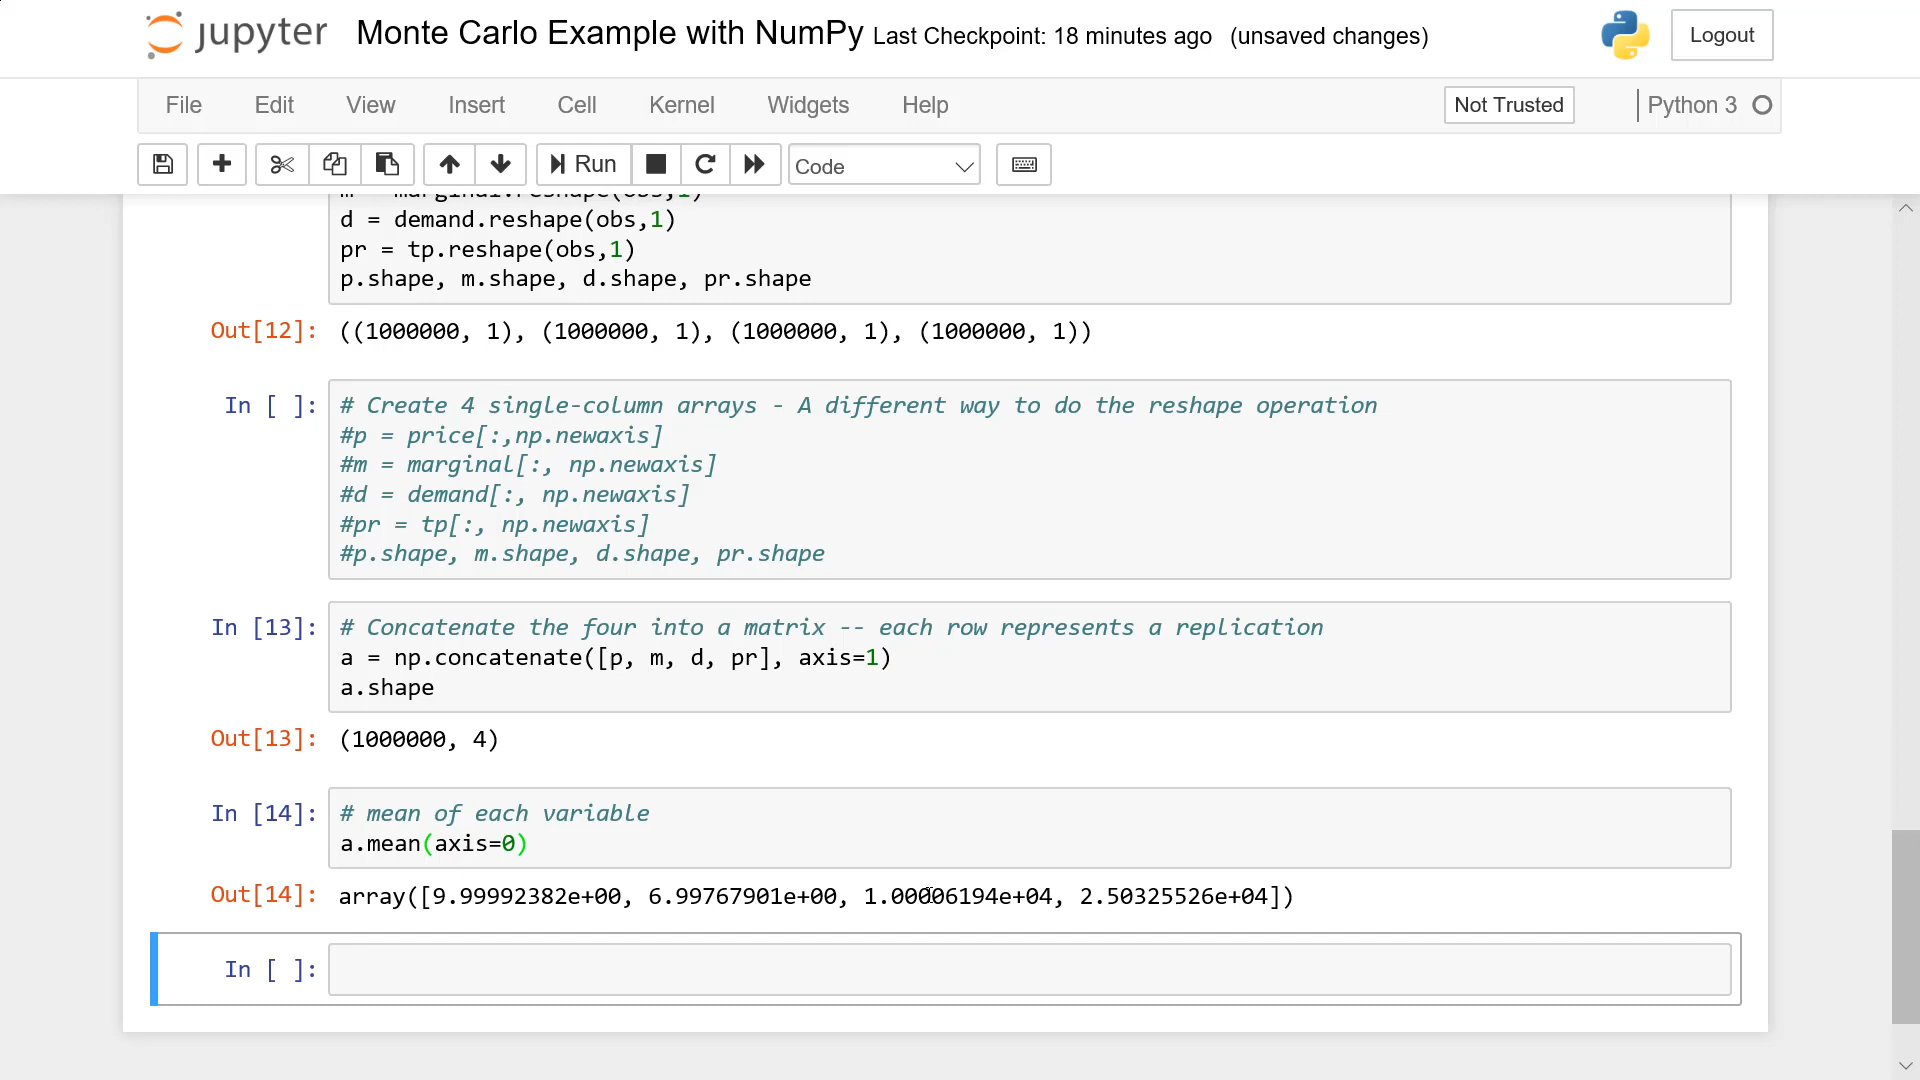 jupyter Monte Carlo Example with NumPy Last Checkpoint: 18 minutes ago (unsaved changes) Logout
File Edit View Insert Cell Kernel Widgets Help Not Trusted Python 3
Run Code
d = demand.reshape(obs,1)
pr = tp.reshape(obs,1)
p.shape, m.shape, d.shape, pr.shape
Out[12]: ((1000000, 1), (1000000, 1), (1000000, 1), (1000000, 1))
In [ ]: # Create 4 single-column arrays - A different way to do the reshape operation
#p = price[:,np.newaxis]
#m = marginal[:, np.newaxis]
#d = demand[:, np.newaxis]
#pr = tp[:, np.newaxis]
#p.shape, m.shape, d.shape, pr.shape
In [13]: # Concatenate the four into a matrix -- each row represents a replication
a = np.concatenate([p, m, d, pr], axis=1)
a.shape
Out[13]: (1000000, 4)
In [14]: # mean of each variable
a.mean(axis=0)
Out[14]: array([9.99992382e+00, 6.99767901e+00, 1.00006194e+04, 2.50325526e+04])
In [ ]: